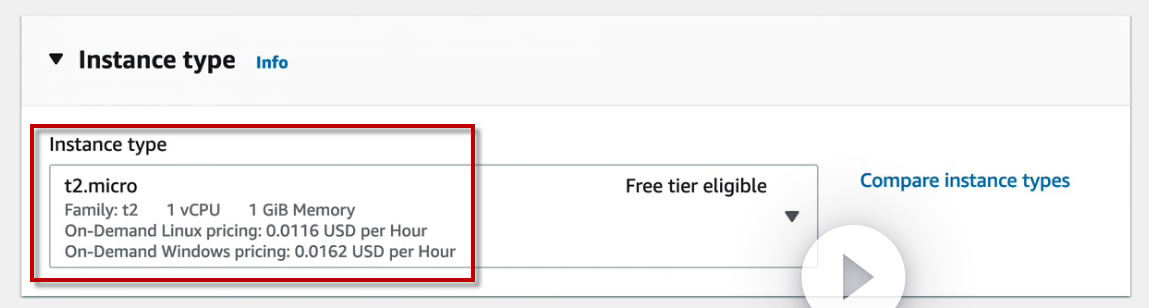 Instance type Info
Instance type
t2.micro
Free tier eligible
Compare instance types
Family: t2 1 vCPU 1 GiB Memory
On-Demand Linux pricing: 0.0116 USD per Hour
On-Demand Windows pricing: 0.0162 USD per Hour